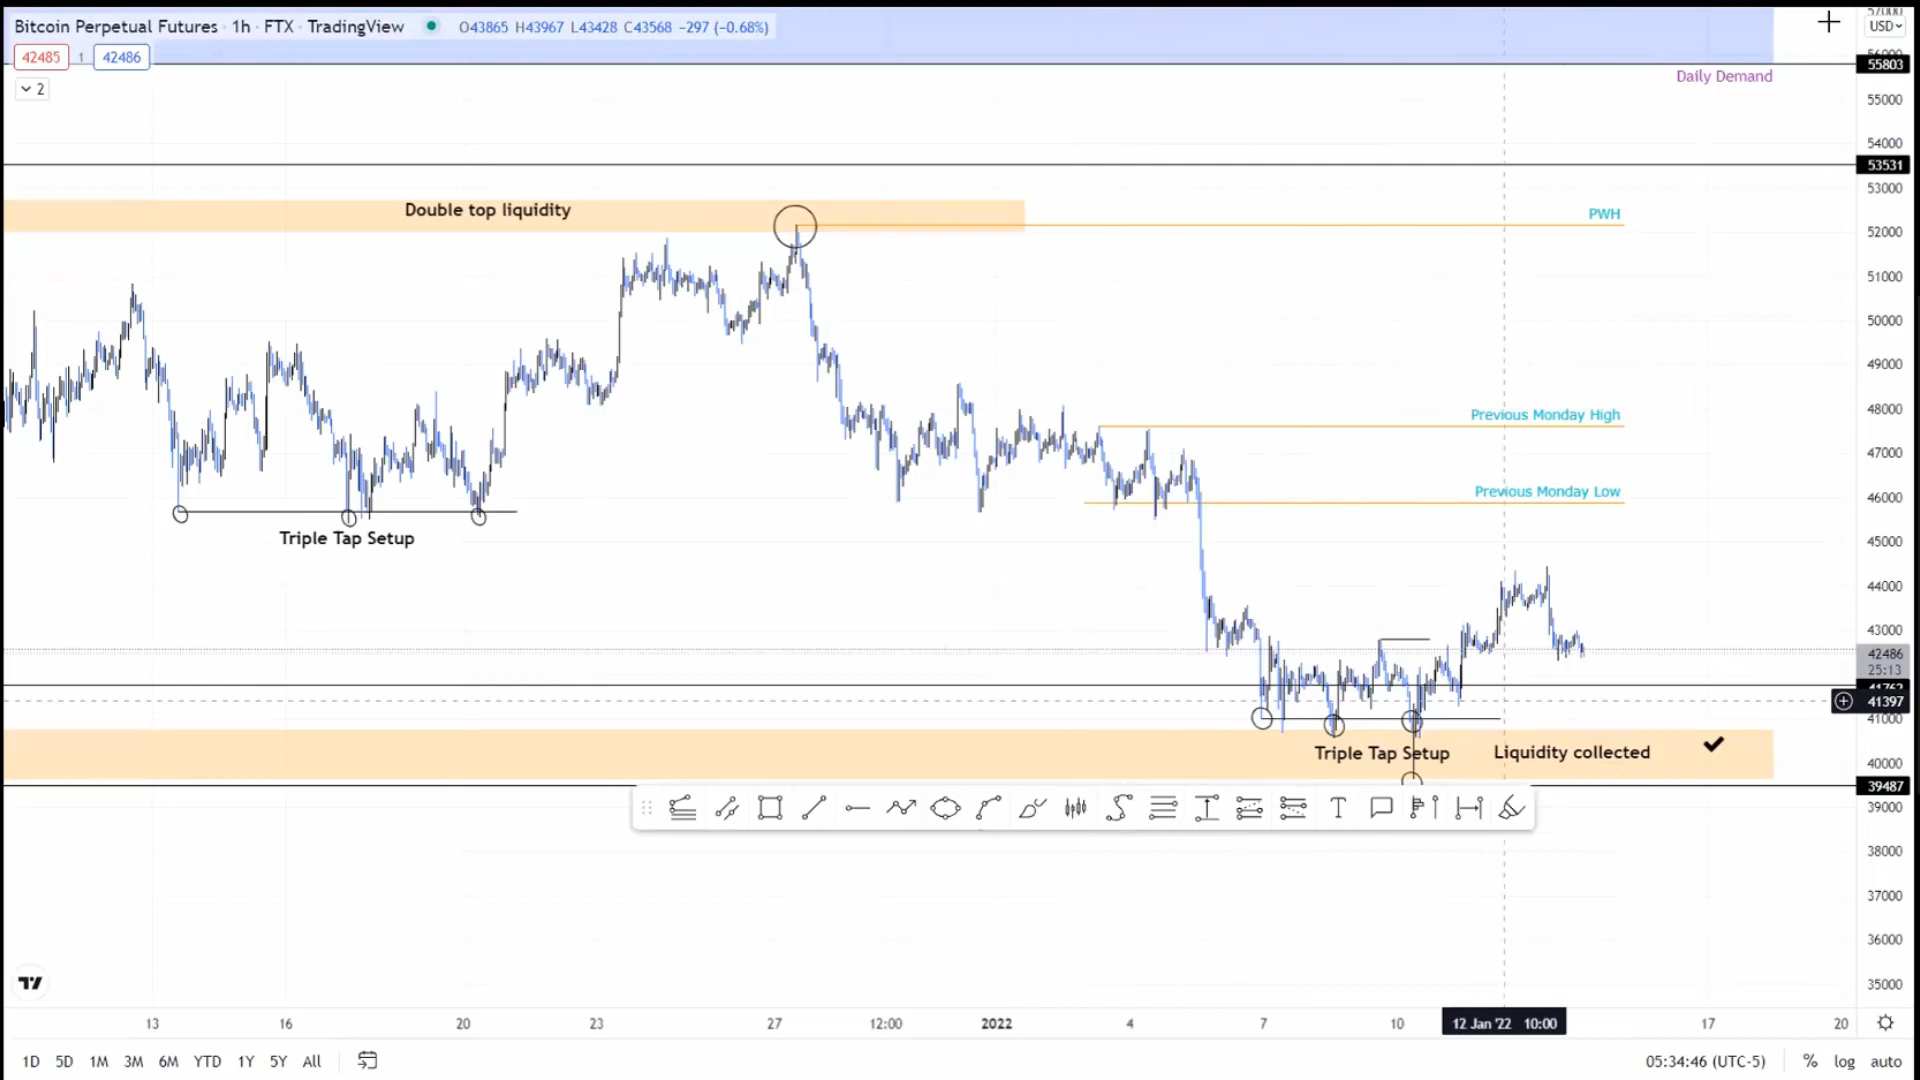 Bitcoin Perpetual Futures · 1h · FTX · TradingView O43865 H43967 L43428 C43568 −297 (−0.68%)
USD
42485 1 42486
2
57000
56000
55803
Daily Demand
55000
54000
53531
53000
Double top liquidity
PWH
52000
51000
50000
49000
48000
Previous Monday High
47000
Previous Monday Low
46000
Triple Tap Setup
45000
44000
43000
42486
25:13
41762
41397
41000
Triple Tap Setup Liquidity collected
40000
39487
39000
38000
37000
36000
35000
13 16 20 23 27 12:00 2022 4 7 10 12 Jan '22 10:00 17 20
1D 5D 1M 3M 6M YTD 1Y 5Y All 05:34:46 (UTC-5) % log auto